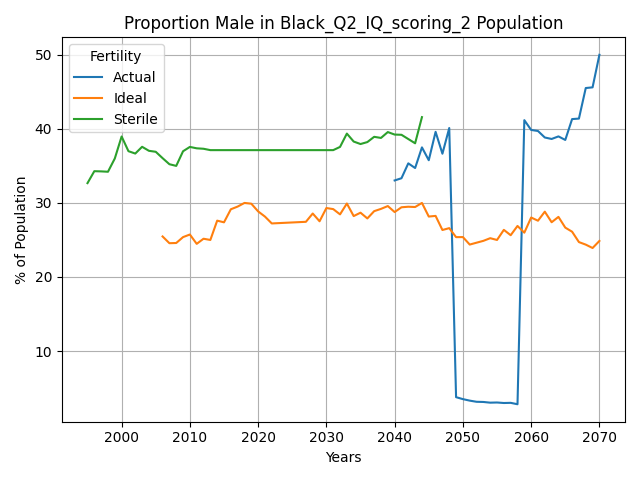 Proportion Male in Black_Q2_IQ_scoring_2 Population
Fertility
Actual
Ideal
Sterile
% of Population
50
40
30
20
10
2000 2010 2020 2030 2040 2050 2060 2070
Years